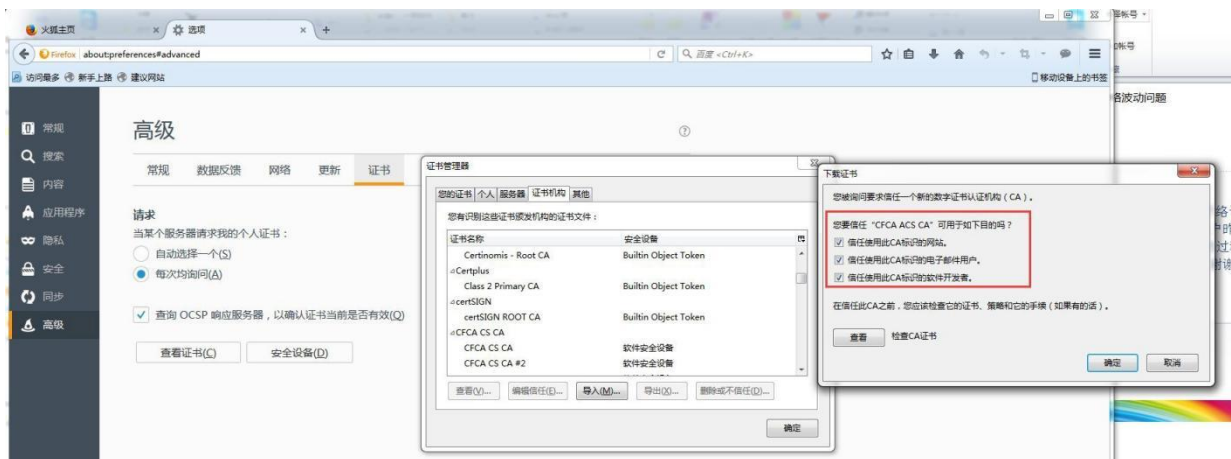 火狐主页
选项
Firefox about:preferences#advanced
百度 <Ctrl+K>
访问最多 新手上路 建议网站
移动设备上的书签
常规
搜索
内容
应用程序
隐私
安全
同步
高级
高级
常规 数据反馈 网络 更新 证书
请求
当某个服务器请求我的个人证书：
自动选择一个(S)
每次均询问(A)
查询 OCSP 响应服务器，以确认证书当前是否有效(Q)
查看证书(C) 安全设备(D)
证书管理器
您的证书 个人 服务器 证书机构 其他
您有识别这些证书颁发机构的证书文件：
证书名称 安全设备
Certinomis - Root CA Builtin Object Token
Certplus
Class 2 Primary CA Builtin Object Token
certSIGN
certSIGN ROOT CA Builtin Object Token
CFCA CS CA
CFCA CS CA 软件安全设备
CFCA CS CA #2 软件安全设备
查看(V)... 编辑信任(E)... 导入(M)... 导出(X)... 删除或不信任(D)...
确定
下载证书
您被询问要求信任一个新的数字证书认证机构（CA）。
您要信任 "CFCA ACS CA" 可用于如下目的吗？
信任使用此CA标识的网站。
信任使用此CA标识的电子邮件用户。
信任使用此CA标识的软件开发者。
在信任此CA之前，您应该检查它的证书、策略和它的手续（如果有的话）。
查看 检查CA证书
确定 取消
络波动问题